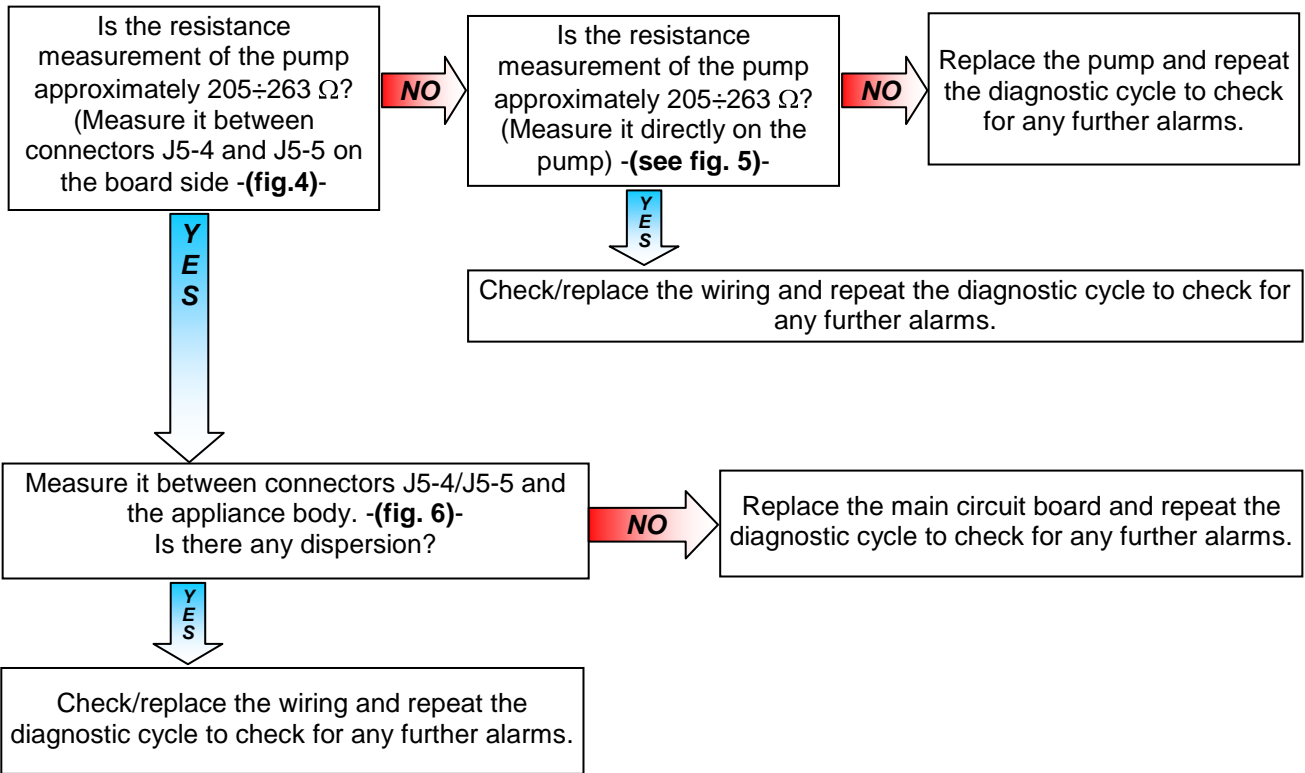 Is the resistance
measurement of the pump
approximately 205÷263 Ω?
(Measure it between
connectors J5-4 and J5-5 on
the board side -(fig.4)-
NO
Is the resistance
measurement of the pump
approximately 205÷263 Ω?
(Measure it directly on the
pump) -(see fig. 5)-
NO
Replace the pump and repeat
the diagnostic cycle to check
for any further alarms.
YES
YES
Check/replace the wiring and repeat the diagnostic cycle to check for
any further alarms.
Measure it between connectors J5-4/J5-5 and
the appliance body. -(fig. 6)-
Is there any dispersion?
NO
Replace the main circuit board and repeat the
diagnostic cycle to check for any further alarms.
YES
Check/replace the wiring and repeat the
diagnostic cycle to check for any further alarms.